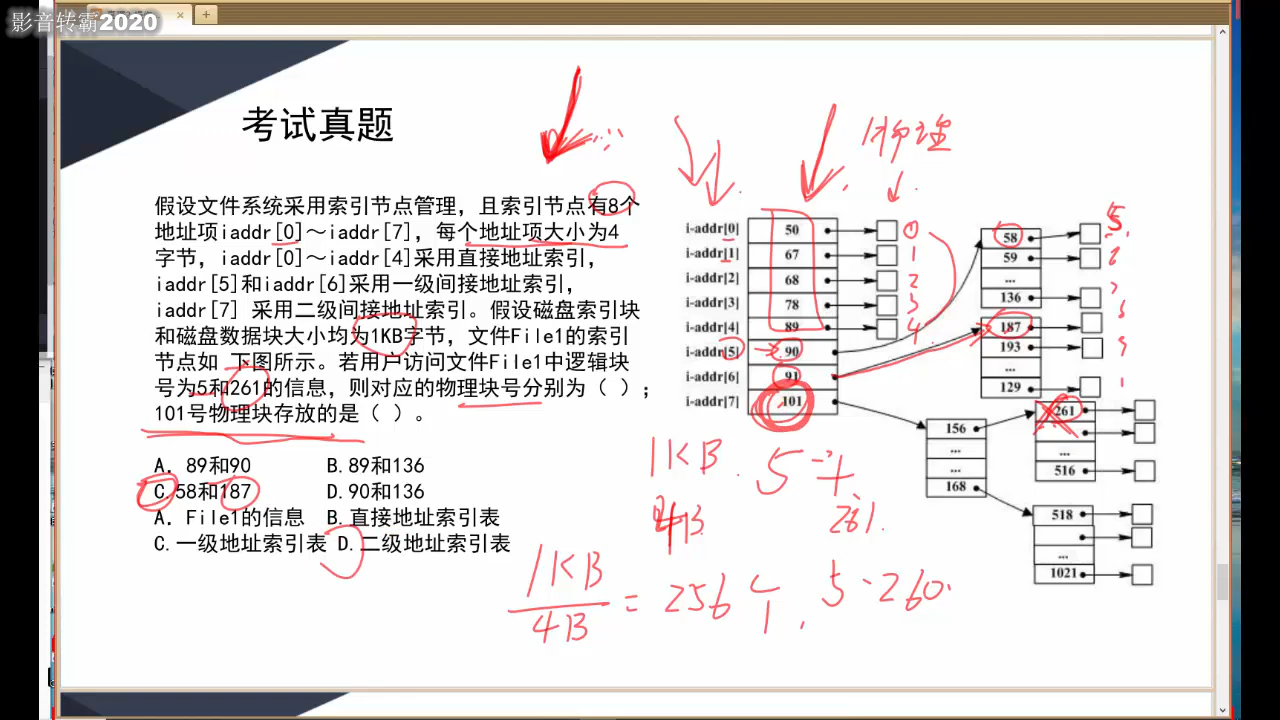 影音转霸2020
考试真题
假设文件系统采用索引节点管理，且索引节点有8个
地址项iaddr[0]～iaddr[7]，每个地址项大小为4
字节，iaddr[0]～iaddr[4]采用直接地址索引，
iaddr[5]和iaddr[6]采用一级间接地址索引，
iaddr[7] 采用二级间接地址索引。假设磁盘索引块
和磁盘数据块大小均为1KB字节，文件File1的索引
节点如 下图所示。若用户访问文件File1中逻辑块
号为5和261的信息，则对应的物理块号分别为（ ）；
101号物理块存放的是（ ）。
A. 89和90 B.89和136
C.58和187 D.90和136
A. File1的信息 B.直接地址索引表
C.一级地址索引表 D.二级地址索引表
物理
i-addr[0] 50 0
i-addr[1] 67 1
i-addr[2] 68 2
i-addr[3] 78 3
i-addr[4] 89 4
i-addr[5] 90
i-addr[6] 91
i-addr[7] 101
58 5
59
...
136
187
193 9
...
129
156
...
...
168
261
...
516
518
...
1021
1KB
4B
5
261
1KB
4B
= 256个
5-260